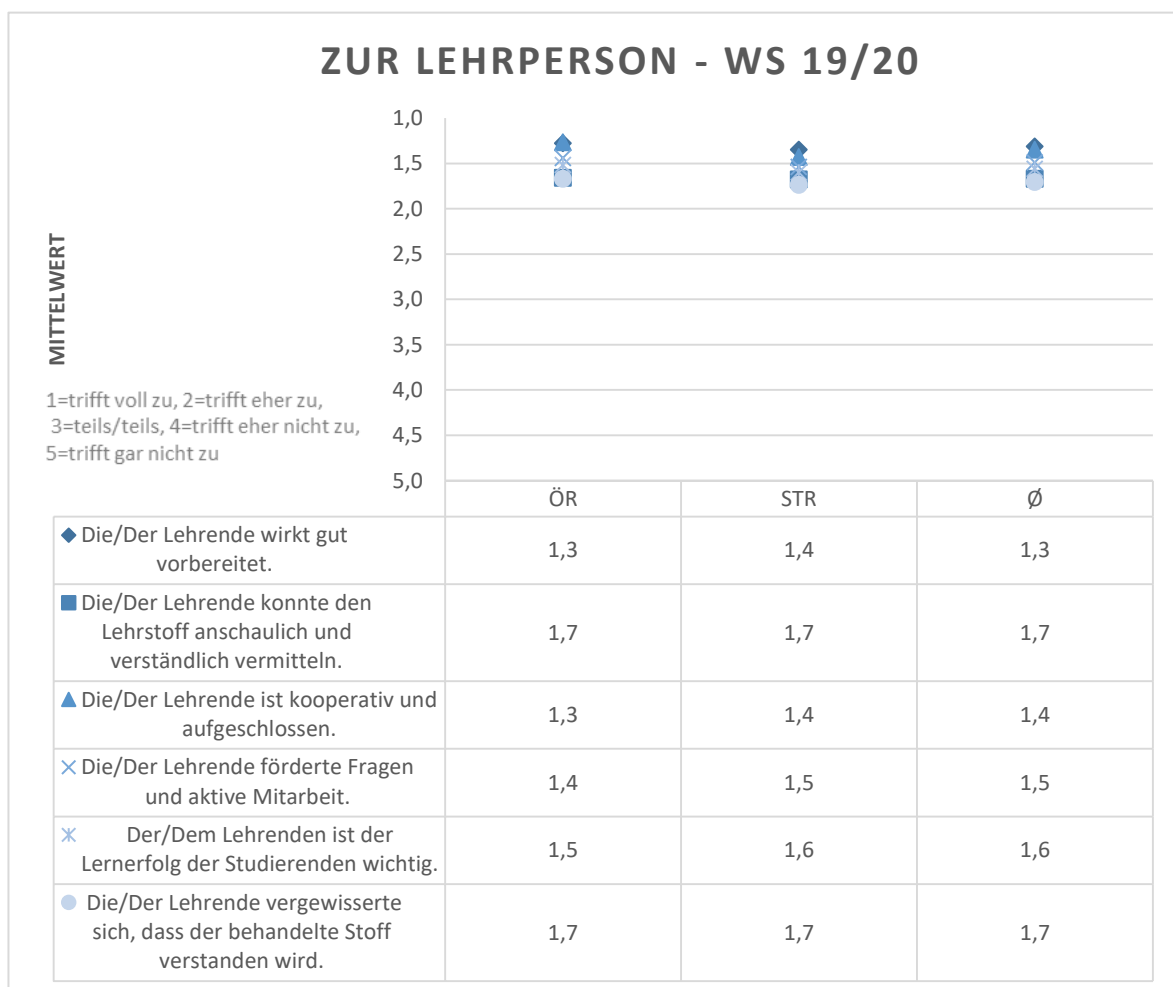 ZUR LEHRPERSON - WS 19/20
MITTELWERT
1=trifft voll zu, 2=trifft eher zu,
3=teils/teils, 4=trifft eher nicht zu,
5=trifft gar nicht zu
1,0
1,5
2,0
2,5
3,0
3,5
4,0
4,5
5,0
ÖR STR Ø
Die/Der Lehrende wirkt gut
vorbereitet.
1,3 1,4 1,3
Die/Der Lehrende konnte den
Lehrstoff anschaulich und
verständlich vermitteln.
1,7 1,7 1,7
Die/Der Lehrende ist kooperativ und
aufgeschlossen.
1,3 1,4 1,4
Die/Der Lehrende förderte Fragen
und aktive Mitarbeit.
1,4 1,5 1,5
Der/Dem Lehrenden ist der
Lernerfolg der Studierenden wichtig.
1,5 1,6 1,6
Die/Der Lehrende vergewisserte
sich, dass der behandelte Stoff
verstanden wird.
1,7 1,7 1,7